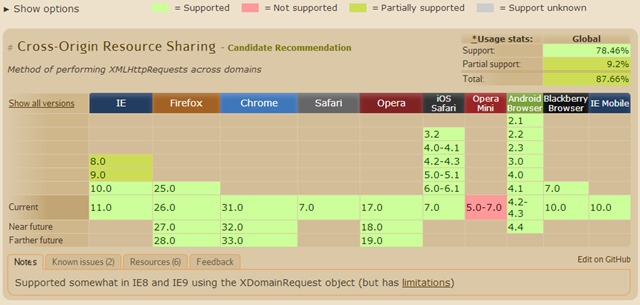 ▸ Show options
= Supported = Not supported = Partially supported = Support unknown
# Cross-Origin Resource Sharing - Candidate Recommendation
Method of performing XMLHttpRequests across domains
*Usage stats: Global
Support: 78.46%
Partial support: 9.2%
Total: 87.66%
Show all versions IE Firefox Chrome Safari Opera iOS Safari Opera Mini Android Browser Blackberry Browser IE Mobile
2.1
3.2 2.2
4.0-4.1 2.3
8.0 4.2-4.3 3.0
9.0 5.0-5.1 4.0
10.0 25.0 6.0-6.1 4.1 7.0
Current 11.0 26.0 31.0 7.0 17.0 7.0 5.0-7.0 4.2-4.3 10.0 10.0
Near future 27.0 32.0 18.0 4.4
Farther future 28.0 33.0 19.0
Notes Known issues (2) Resources (6) Feedback Edit on GitHub
Supported somewhat in IE8 and IE9 using the XDomainRequest object (but has limitations)